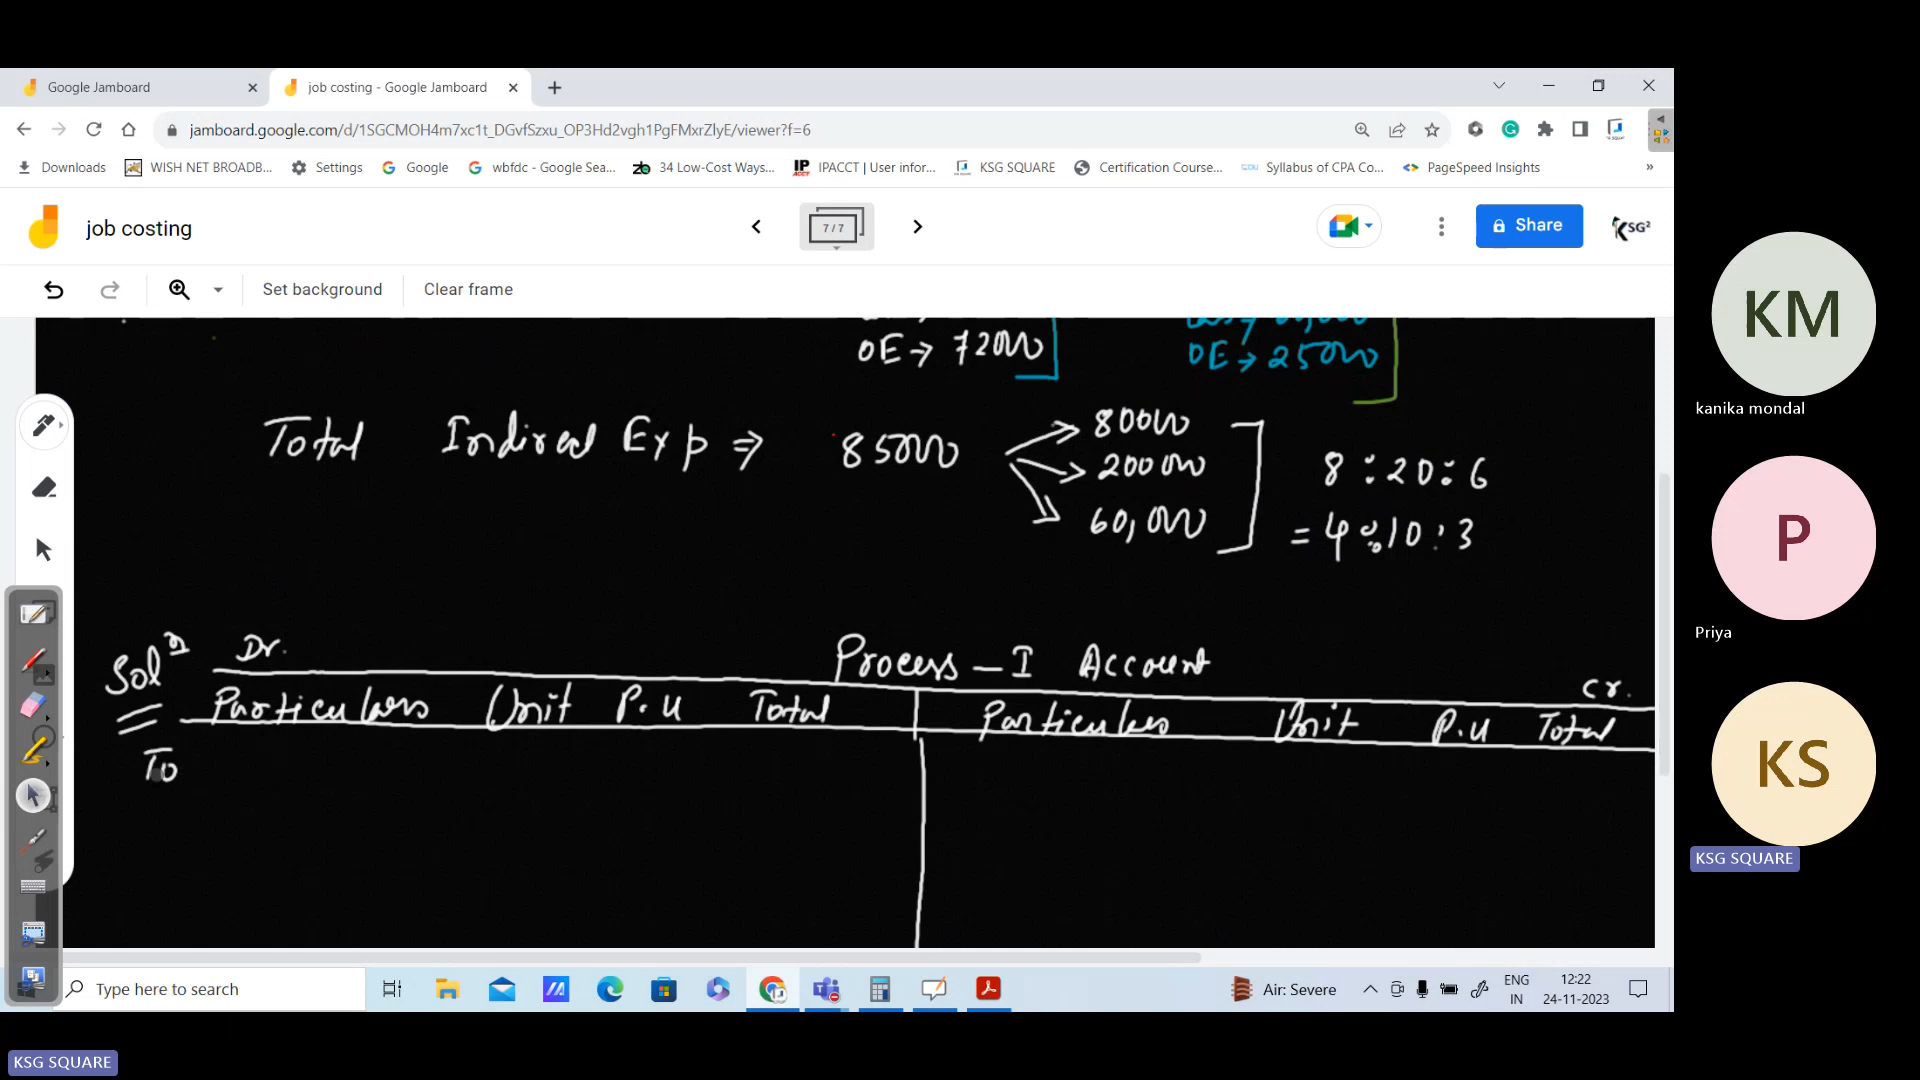 Google Jamboard
job costing - Google Jamboard
jamboard.google.com/d/1SGCMOH4m7xc1t_DGvfSzxu_OP3Hd2vgh1PgFMxrZlyE/viewer?f=6
Downloads WISH NET BROADB... Settings Google wbfdc - Google Sea... 34 Low-Cost Ways... IPACCT | User infor... KSG SQUARE Certification Course... Syllabus of CPA Co... PageSpeed Insights »
job costing
7 / 7
Share
KSG²
Set background
Clear frame
OE → 72000
OE → 25000
Total Indirect Exp ⇒ 85000
80000
200000
60,000
8 : 20 : 6
= 4 : 10 : 3
Solⁿ
Dr.
Process – I Account
Cr.
Particulars Unit P.U Total Particulars Unit P.U Total
To
KM
kanika mondal
P
Priya
KS
KSG SQUARE
Type here to search
Air: Severe
ENG
IN
12:22
24-11-2023
KSG SQUARE